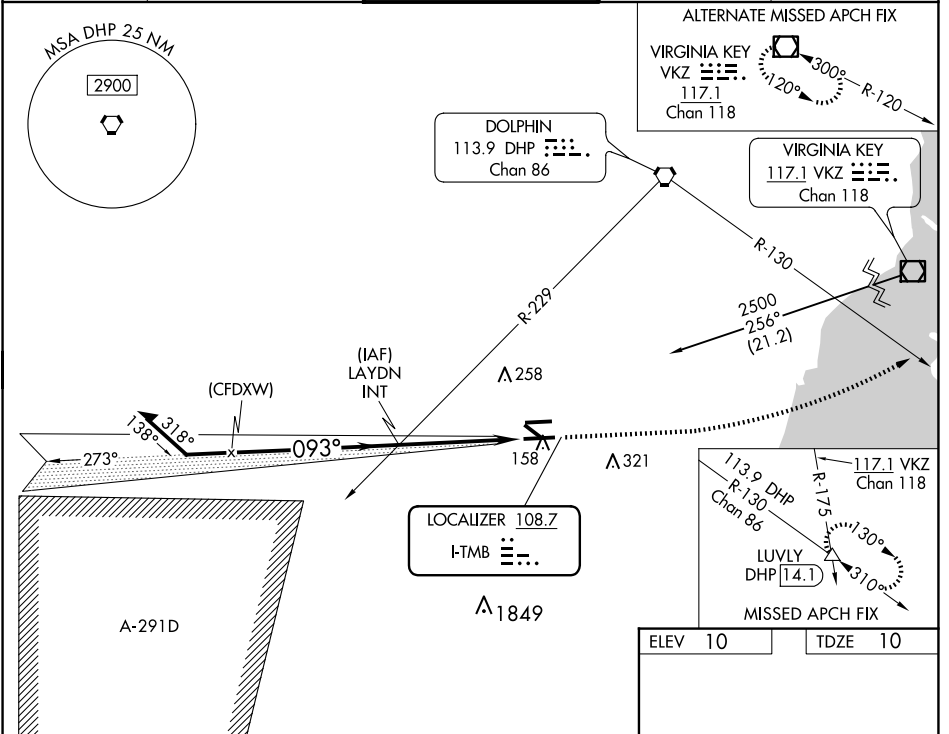 MSA DHP 25 NM
2900
ALTERNATE MISSED APCH FIX
VIRGINIA KEY
VKZ
117.1
Chan 118
120°
300°
R-120
DOLPHIN
113.9 DHP
Chan 86
VIRGINIA KEY
117.1 VKZ
Chan 118
R-130
R-229
2500
256°
(21.2)
(IAF)
LAYDN
INT
(CFDXW)
258
138°
318°
093°
273°
158
321
LOCALIZER 108.7
I-TMB
1849
A-291D
113.9 DHP
R-130
Chan 86
R-175
117.1 VKZ
Chan 118
130°
310°
LUVLY
DHP 14.1
MISSED APCH FIX
ELEV 10
TDZE 10